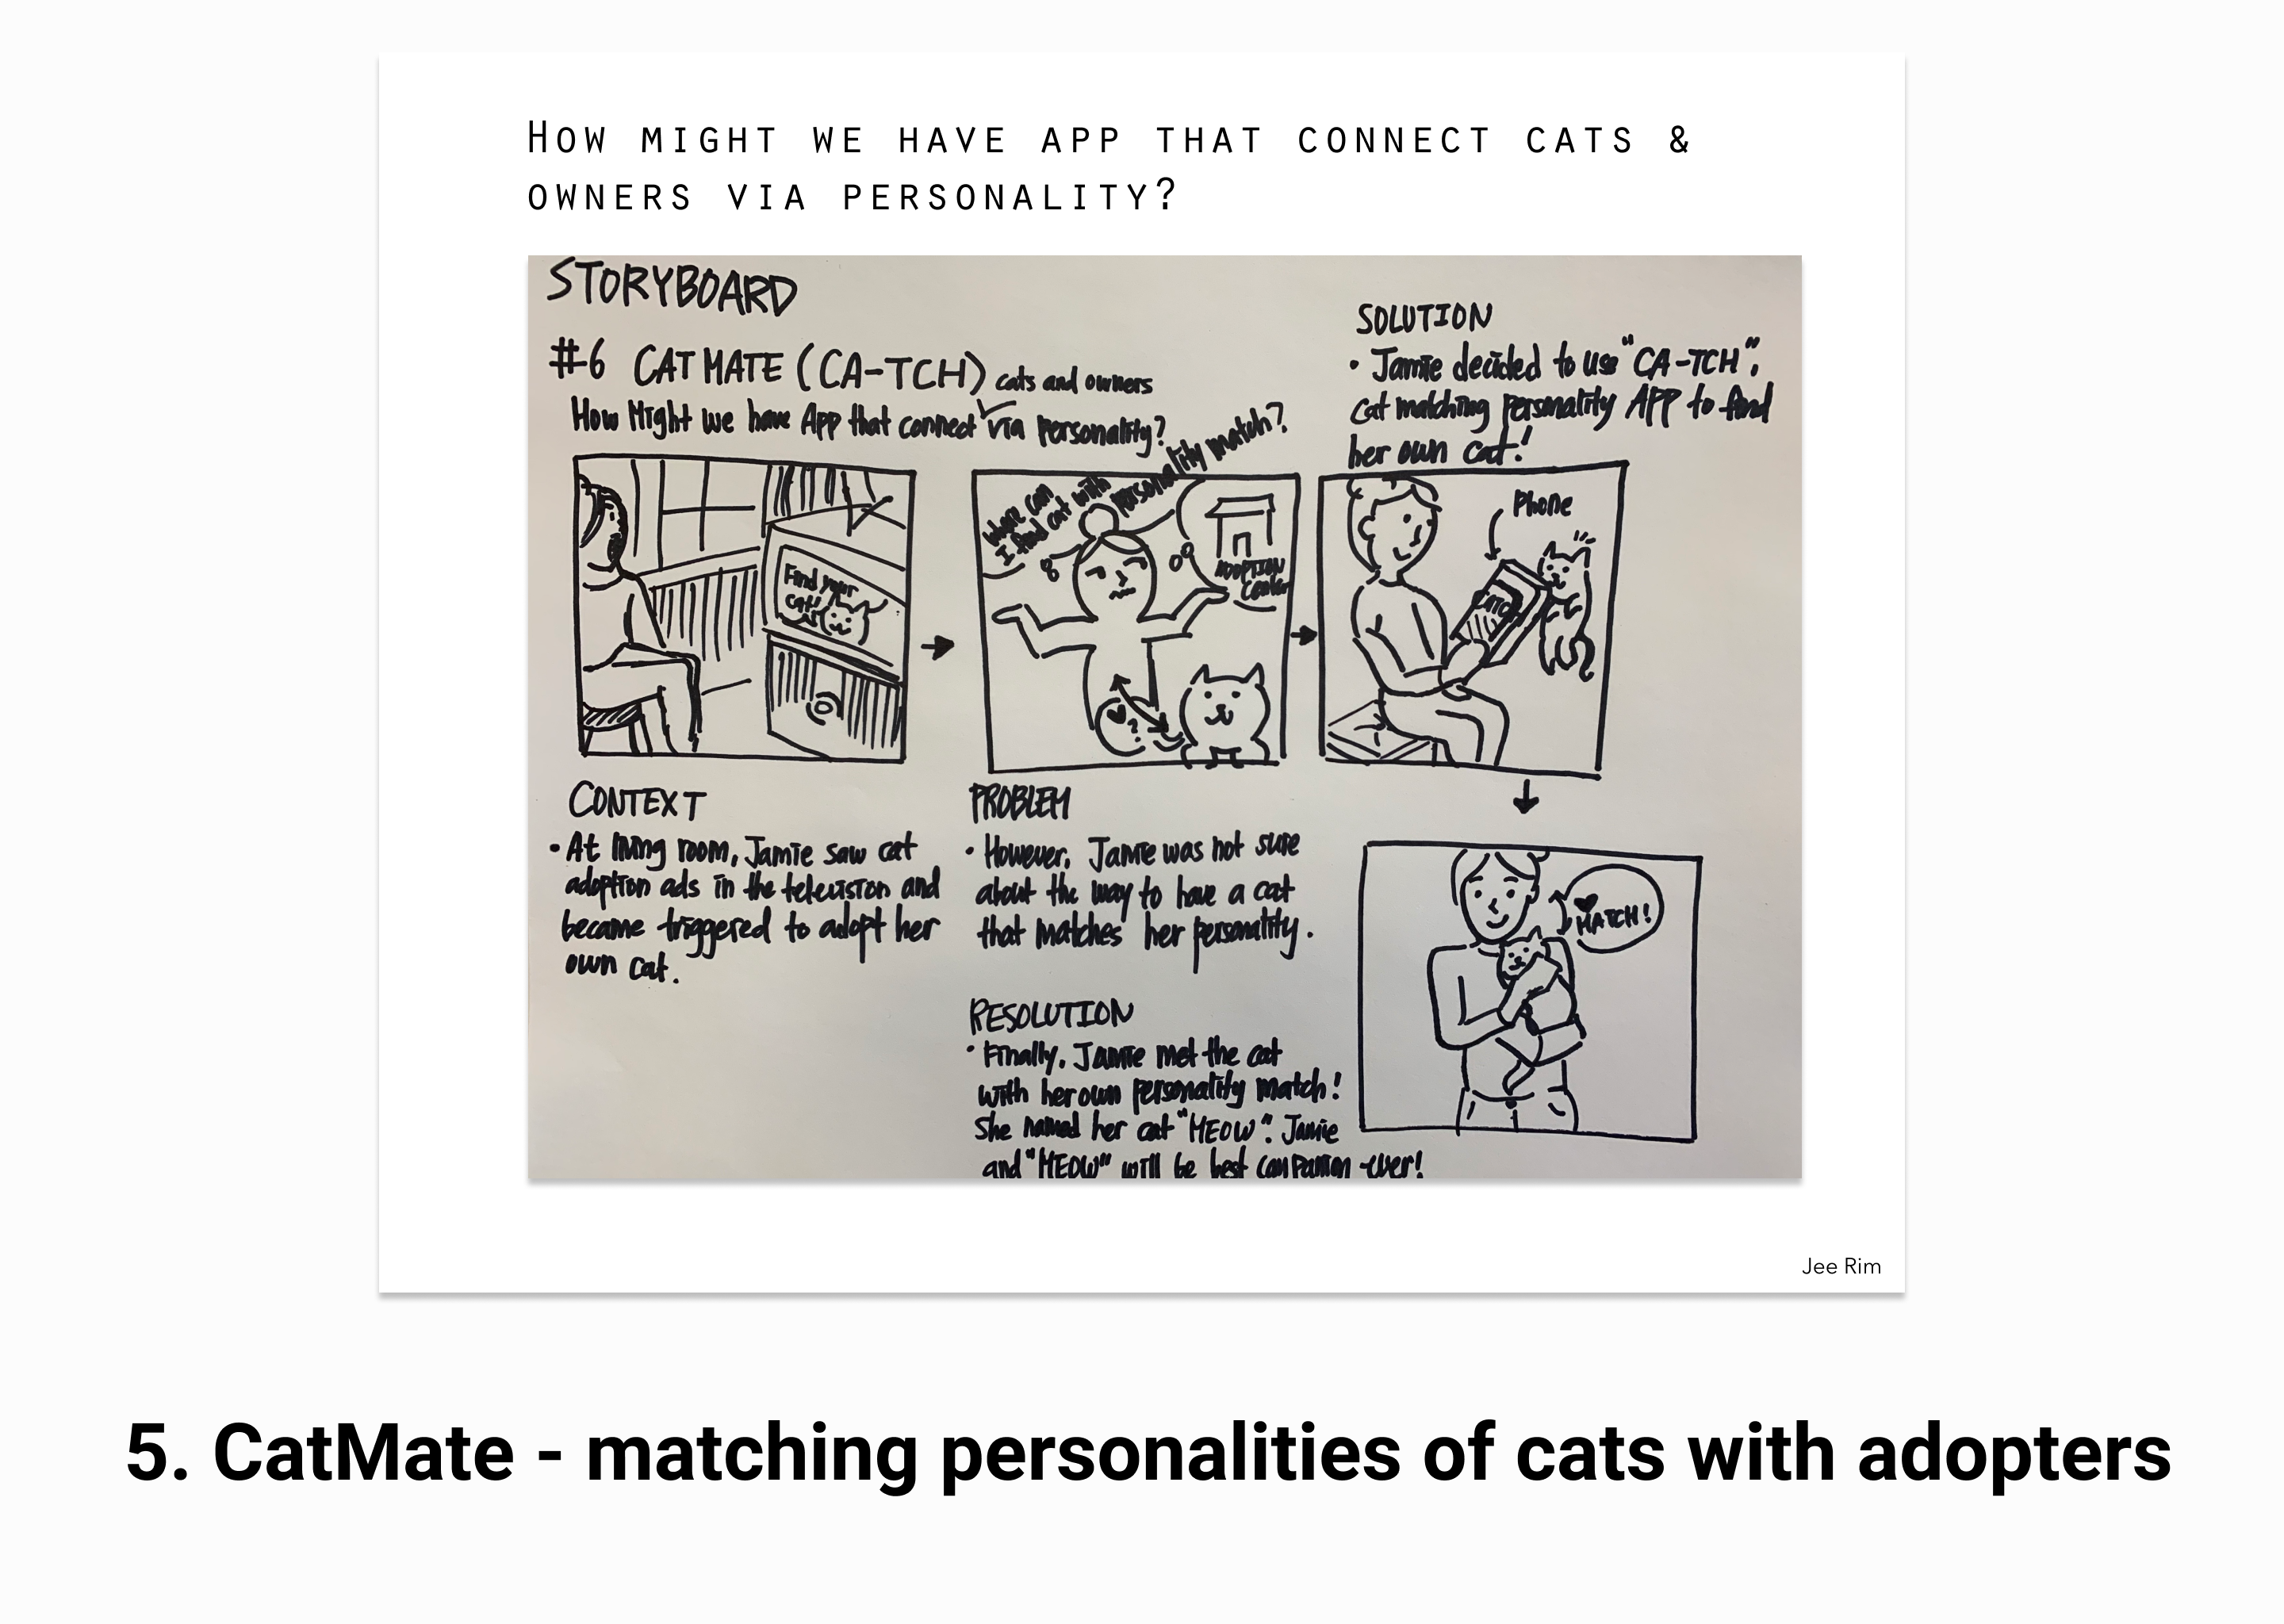 How might we have app that connect cats &
owners via personality?
STORYBOARD
#6 CAT MATE (CA-TCH) cats and owners
How Might we have App that connect via personality?
SOLUTION
• Jamie decided to use "CA-TCH",
cat matching personality APP to find
her own cat!
Find your
cat!
Where can
I find cat with
personality match?
ADOPTION
Center
?
Phone
CATCH
CONTEXT
• At living room, Jamie saw cat
adoption ads in the television and
became triggered to adopt her
own cat.
PROBLEM
• However, Jamie was not sure
about the way to have a cat
that matches her personality.
RESOLUTION
• Finally, Jamie met the cat
with her own personality match!
She named her cat "MEOW". Jamie
and "MEOW" will be best companion ever!
MATCH!
Jee Rim
5. CatMate - matching personalities of cats with adopters